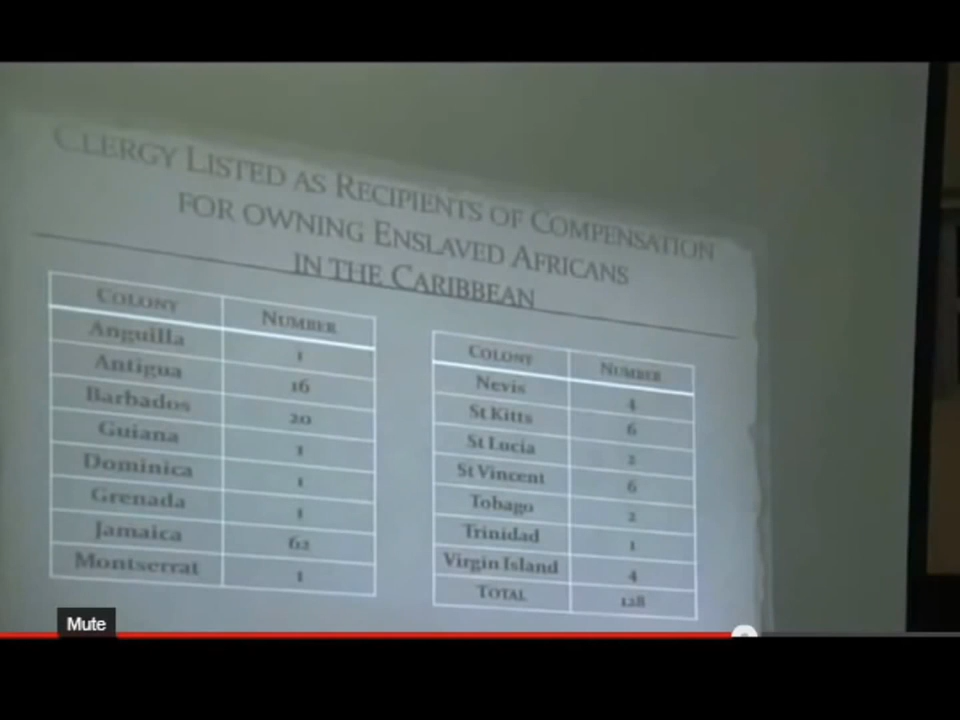 CLERGY LISTED AS RECIPIENTS OF COMPENSATION
FOR OWNING ENSLAVED AFRICANS
IN THE CARIBBEAN
COLONY NUMBER
Anguilla 1
Antigua 16
Barbados 20
Guiana 1
Dominica 1
Grenada 1
Jamaica 62
Montserrat 1
COLONY NUMBER
Nevis 4
St Kitts 6
St Lucia 2
St Vincent 6
Tobago 2
Trinidad 1
Virgin Island 4
TOTAL 128
Mute